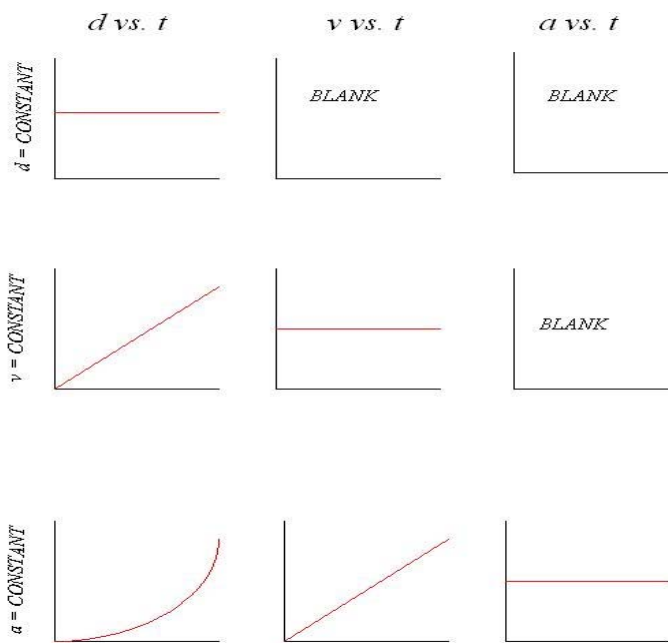 d vs. t
v vs. t
a vs. t
d = CONSTANT
BLANK
BLANK
v = CONSTANT
BLANK
a = CONSTANT